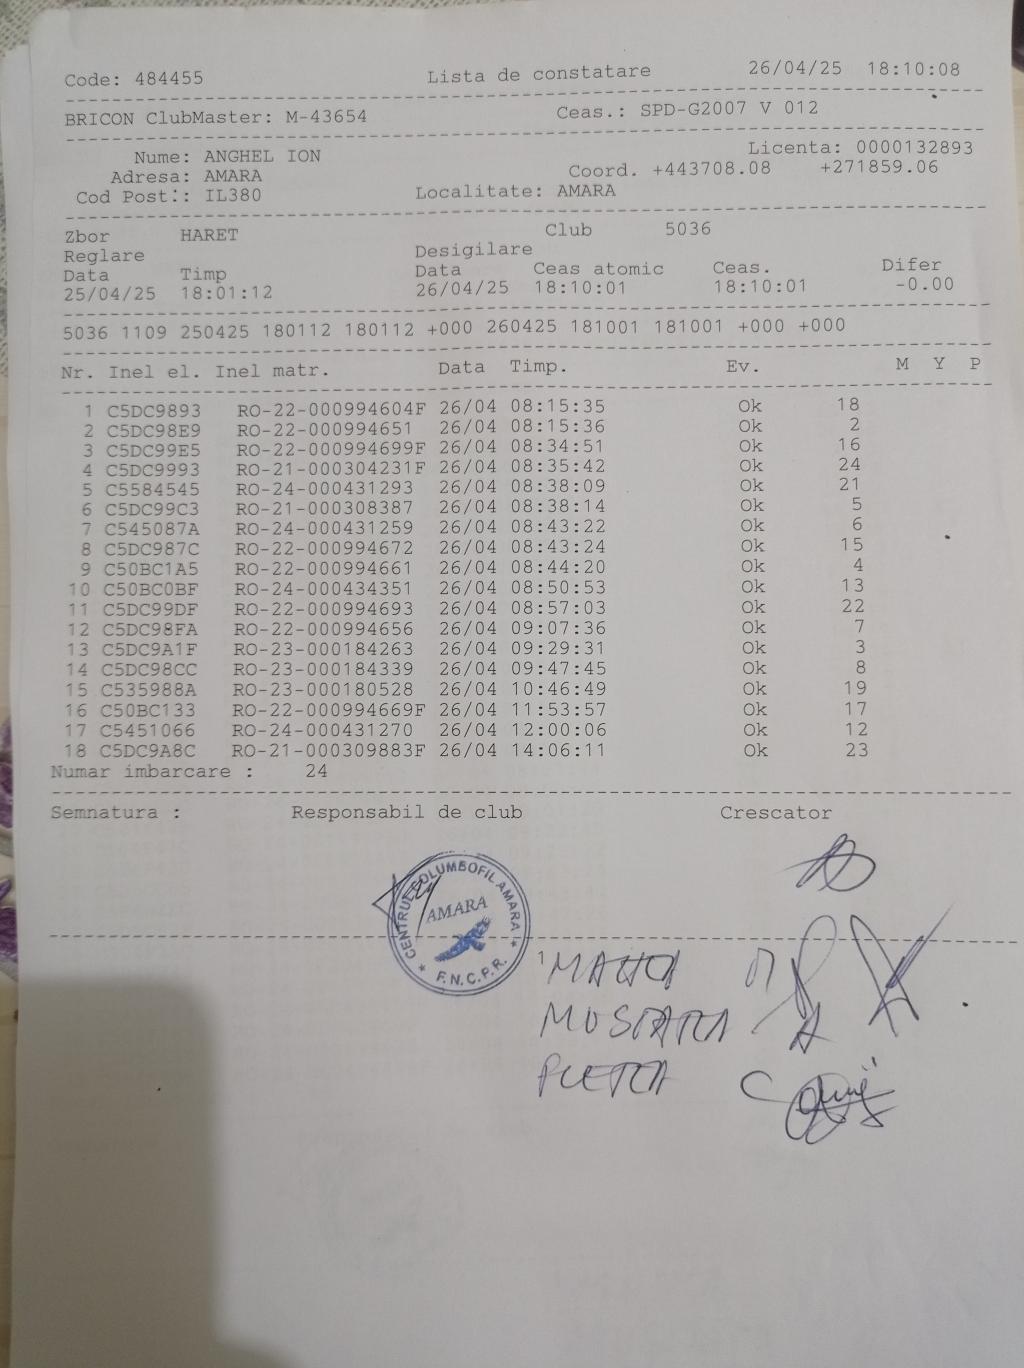 Code: 484455 Lista de constatare 26/04/25 18:10:08
BRICON ClubMaster: M-43654 Ceas.: SPD-G2007 V 012
Licenta: 0000132893
Nume: ANGHEL ION
Adresa: AMARA Coord. +443708.08 +271859.06
Cod Post.: IL380 Localitate: AMARA
Zbor HARET Club 5036
Reglare Desigilare
Data Timp Data Ceas atomic Ceas. Difer
25/04/25 18:01:12 26/04/25 18:10:01 18:10:01 -0.00
5036 1109 250425 180112 180112 +000 260425 181001 181001 +000 +000
Nr. Inel el. Inel matr. Data Timp. Ev. M Y P
1 C5DC9893 RO-22-000994604F 26/04 08:15:35 Ok 18
2 C5DC98E9 RO-22-000994651 26/04 08:15:36 Ok 2
3 C5DC99E5 RO-22-000994699F 26/04 08:34:51 Ok 16
4 C5DC9993 RO-21-000304231F 26/04 08:35:42 Ok 24
5 C5584545 RO-24-000431293 26/04 08:38:09 Ok 21
6 C5DC99C3 RO-21-000308387 26/04 08:38:14 Ok 5
7 C545087A RO-24-000431259 26/04 08:43:22 Ok 6
8 C5DC987C RO-22-000994672 26/04 08:43:24 Ok 15
9 C50BC1A5 RO-22-000994661 26/04 08:44:20 Ok 4
10 C50BC0BF RO-24-000434351 26/04 08:50:53 Ok 13
11 C5DC99DF RO-22-000994693 26/04 08:57:03 Ok 22
12 C5DC98FA RO-22-000994656 26/04 09:07:36 Ok 7
13 C5DC9A1F RO-23-000184263 26/04 09:29:31 Ok 3
14 C5DC98CC RO-23-000184339 26/04 09:47:45 Ok 8
15 C535988A RO-23-000180528 26/04 10:46:49 Ok 19
16 C50BC133 RO-22-000994669F 26/04 11:53:57 Ok 17
17 C5451066 RO-24-000431270 26/04 12:00:06 Ok 12
18 C5DC9A8C RO-21-000309883F 26/04 14:06:11 Ok 23
Numar imbarcare : 24
Semnatura : Responsabil de club Crescator
CENTRUL COLUMBOFIL AMARA
AMARA
F.N.C.P.R.